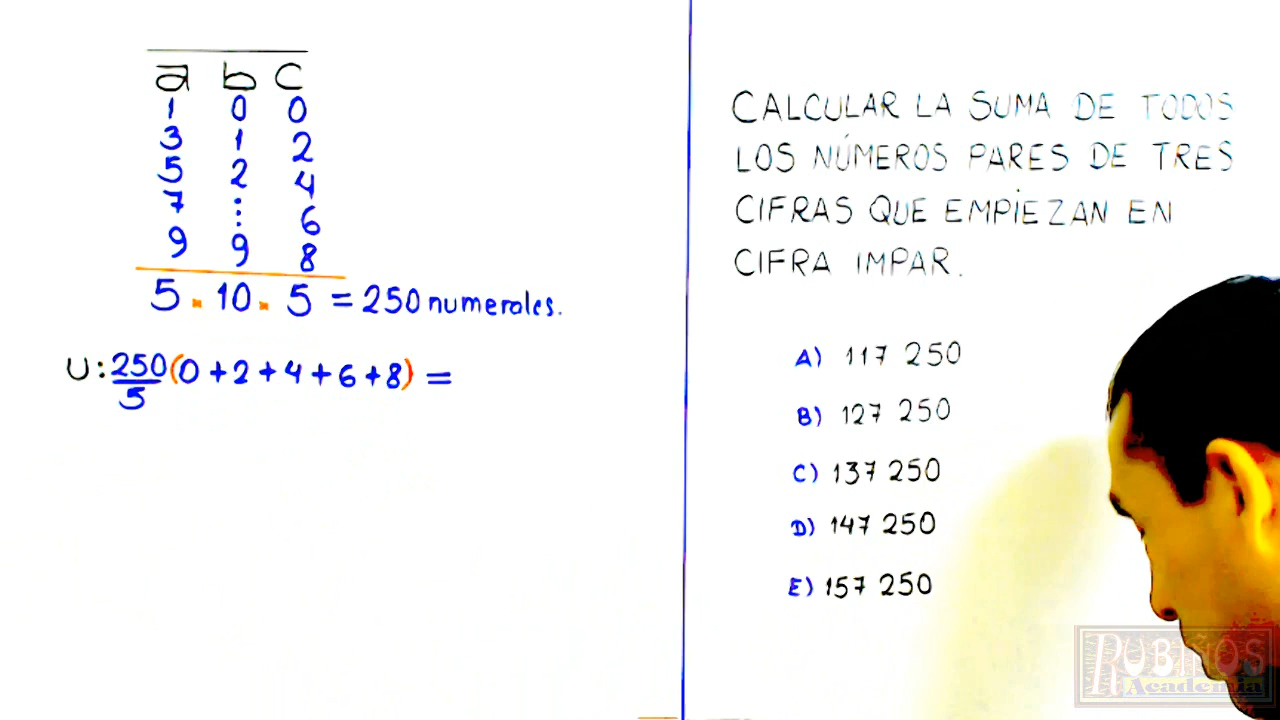 a b c
1 0 0
3 1 2
5 2 4
7 ⋮ 6
9 9 8
5 . 10 . 5 = 250 numerales.
U: 250/5 (0 + 2 + 4 + 6 + 8) =
CALCULAR LA SUMA DE TODOS
LOS NÚMEROS PARES DE TRES
CIFRAS QUE EMPIEZAN EN
CIFRA IMPAR.
A) 117 250
B) 127 250
C) 137 250
D) 147 250
E) 157 250
RUBIÑOS
Academia